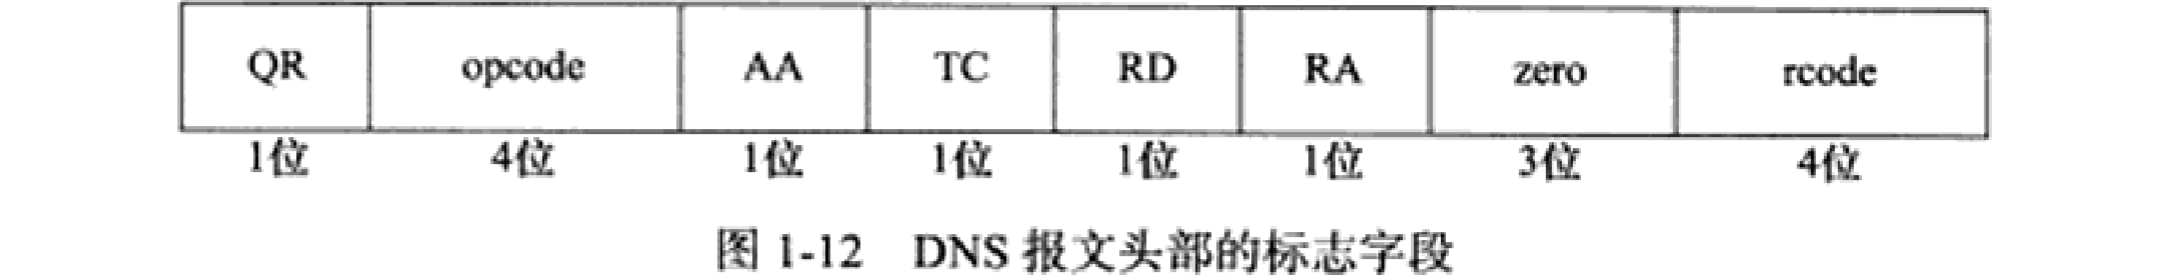 QR opcode AA TC RD RA zero rcode
1位 4位 1位 1位 1位 1位 3位 4位
图 1-12 DNS 报文头部的标志字段